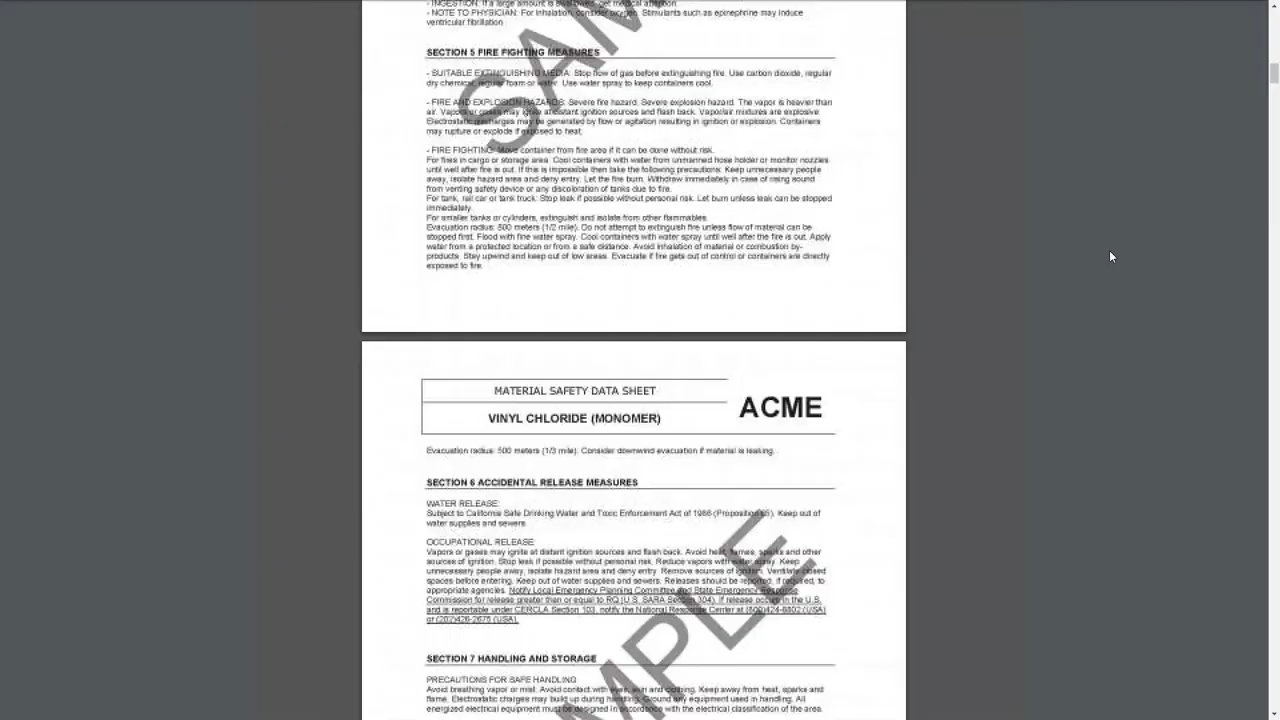 - INGESTION: If a large amount is swallowed, get medical attention.
- NOTE TO PHYSICIAN: For inhalation, consider oxygen. Stimulants such as epinephrine may induce
ventricular fibrillation
SECTION 5 FIRE FIGHTING MEASURES
- SUITABLE EXTINGUISHING MEDIA: Stop flow of gas before extinguishing fire. Use carbon dioxide, regular
dry chemical, regular foam or water. Use water spray to keep containers cool.
- FIRE AND EXPLOSION HAZARDS: Severe fire hazard. Severe explosion hazard. The vapor is heavier than
air. Vapors or gases may ignite at distant ignition sources and flash back. Vapor/air mixtures are explosive.
Electrostatic discharges may be generated by flow or agitation resulting in ignition or explosion. Containers
may rupture or explode if exposed to heat.
- FIRE FIGHTING: Move container from fire area if it can be done without risk.
For fires in cargo or storage area: Cool containers with water from unmanned hose holder or monitor nozzles
until well after fire is out. If this is impossible then take the following precautions: Keep unnecessary people
away, isolate hazard area and deny entry. Let the fire burn. Withdraw immediately in case of rising sound
from venting safety device or any discoloration of tanks due to fire.
For tank, rail car or tank truck: Stop leak if possible without personal risk. Let burn unless leak can be stopped
immediately.
For smaller tanks or cylinders, extinguish and isolate from other flammables.
Evacuation radius: 800 meters (1/2 mile). Do not attempt to extinguish fire unless flow of material can be
stopped first. Flood with fine water spray. Cool containers with water spray until well after the fire is out. Apply
water from a protected location or from a safe distance. Avoid inhalation of material or combustion by-
products. Stay upwind and keep out of low areas. Evacuate if fire gets out of control or containers are directly
exposed to fire.
SAM
MATERIAL SAFETY DATA SHEET
VINYL CHLORIDE (MONOMER)
ACME
Evacuation radius: 500 meters (1/3 mile). Consider downwind evacuation if material is leaking.
SECTION 6 ACCIDENTAL RELEASE MEASURES
WATER RELEASE:
Subject to California Safe Drinking Water and Toxic Enforcement Act of 1986 (Proposition 65). Keep out of
water supplies and sewers.
OCCUPATIONAL RELEASE:
Vapors or gases may ignite at distant ignition sources and flash back. Avoid heat, flames, sparks and other
sources of ignition. Stop leak if possible without personal risk. Reduce vapors with water spray. Keep
unnecessary people away, isolate hazard area and deny entry. Remove sources of ignition. Ventilate closed
spaces before entering. Keep out of water supplies and sewers. Releases should be reported, if required, to
appropriate agencies. Notify Local Emergency Planning Committee and State Emergency Response
Commission for release greater than or equal to RQ (U.S. SARA Section 304). If release occurs in the U.S.
and is reportable under CERCLA Section 103, notify the National Response Center at (800)424-8802 (USA)
or (202)426-2675 (USA).
SECTION 7 HANDLING AND STORAGE
PRECAUTIONS FOR SAFE HANDLING
Avoid breathing vapor or mist. Avoid contact with eyes, skin and clothing. Keep away from heat, sparks and
flame. Electrostatic charges may build up during handling. Ground any equipment used in handling. All
energized electrical equipment must be designed in accordance with the electrical classification of the area.
MPLE